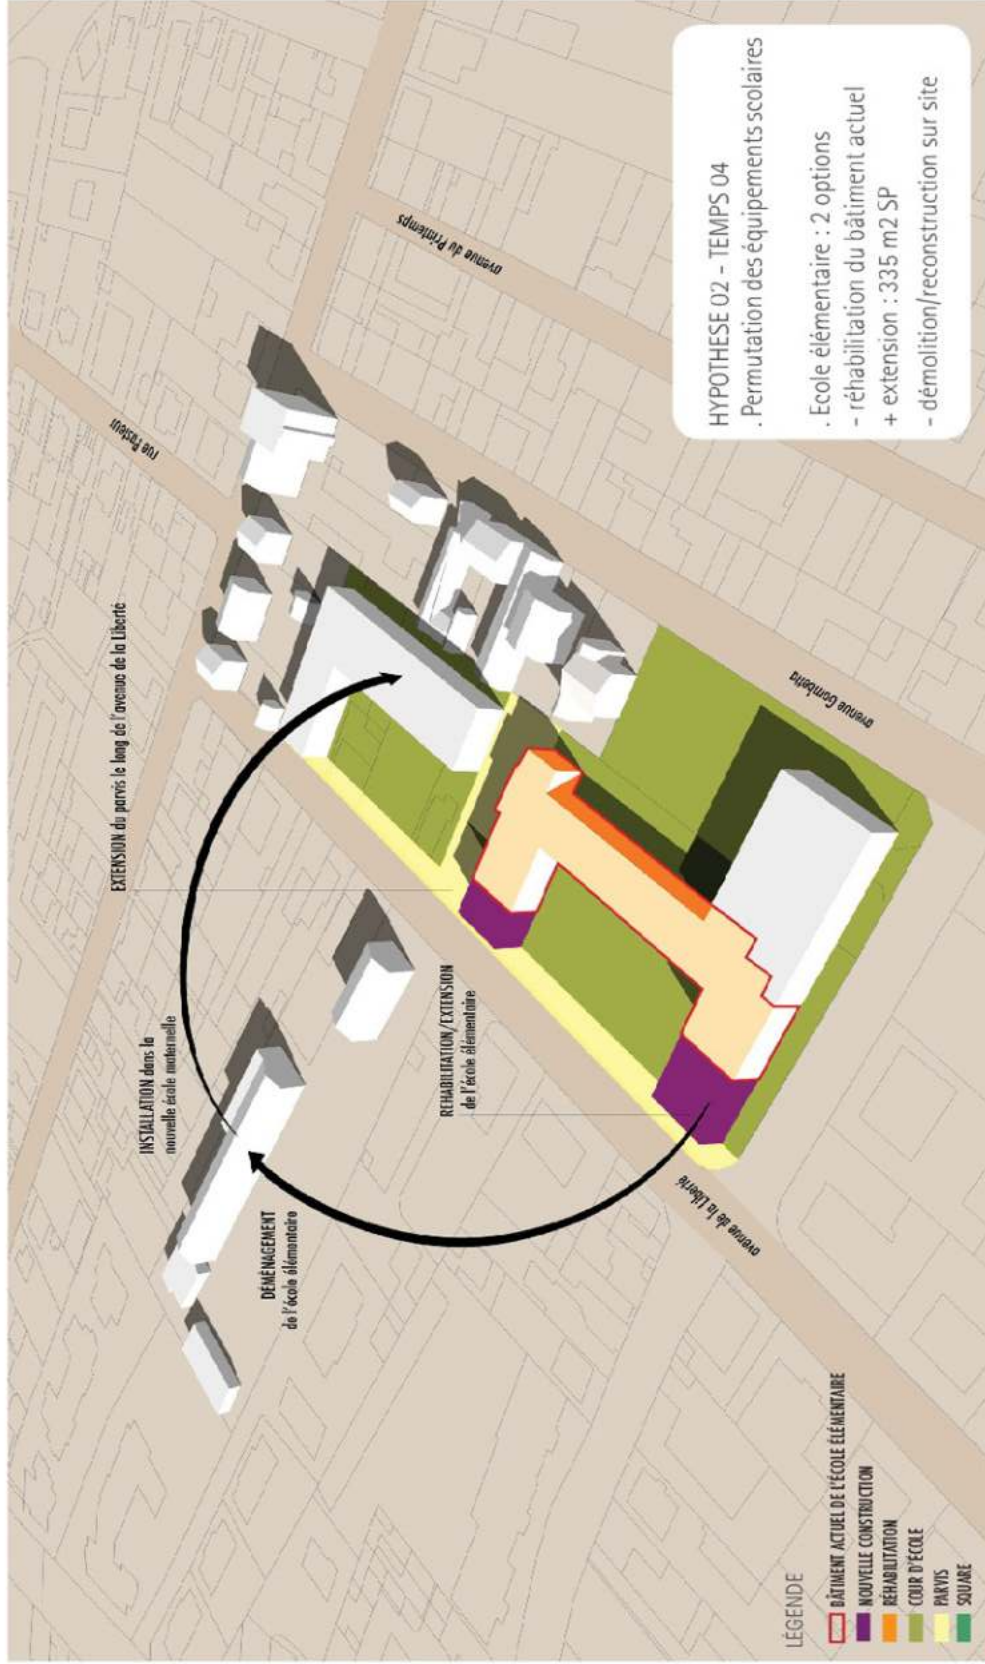 rue Pasteur
avenue du Printemps
EXTENSION du parvis le long de l'avenue de la Liberté
INSTALLATION dans la
nouvelle école maternelle
DÉMÉNAGEMENT
de l'école élémentaire
REHABILITATION/EXTENSION
de l'école élémentaire
avenue Gambetta
avenue de la Liberté
HYPOTHESE 02 - TEMPS 04
. Permutation des équipements scolaires
. Ecole élémentaire : 2 options
- réhabilitation du bâtiment actuel
+ extension : 335 m2 SP
- démolition/reconstruction sur site
LÉGENDE
BÂTIMENT ACTUEL DE L'ÉCOLE ÉLÉMENTAIRE
NOUVELLE CONSTRUCTION
RÉHABILITATION
COUR D'ÉCOLE
PARVIS
SQUARE